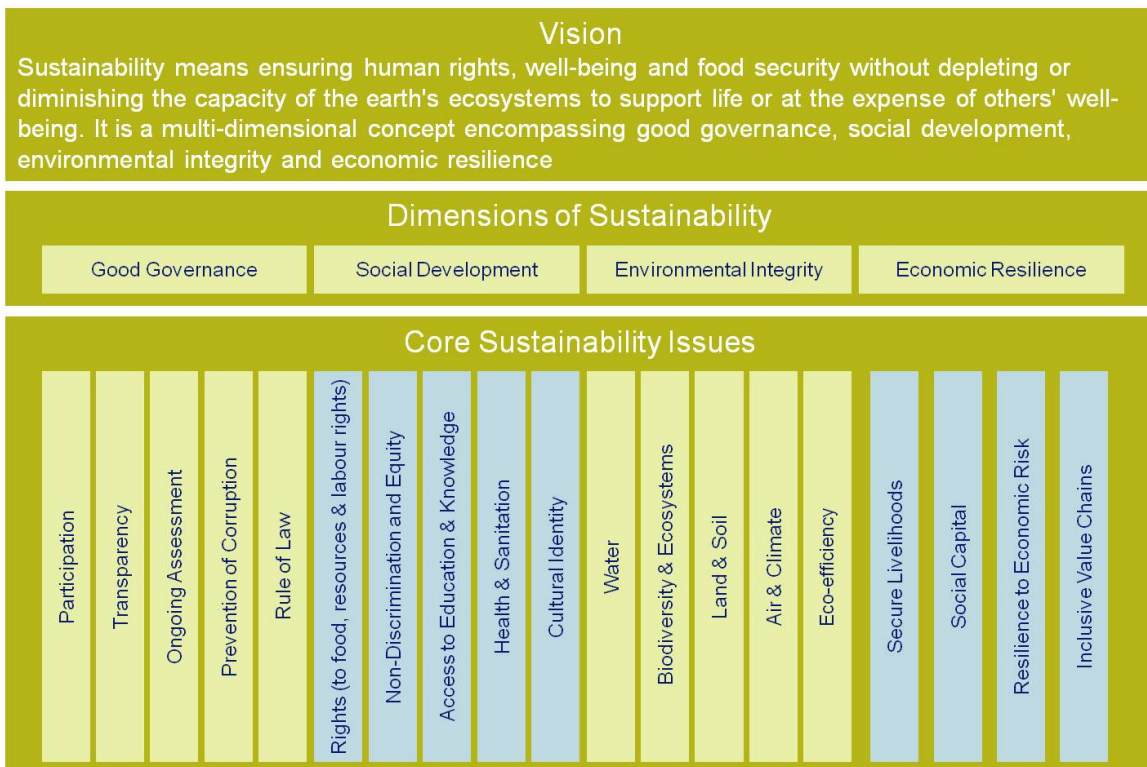 Vision
Sustainability means ensuring human rights, well-being and food security without depleting or
diminishing the capacity of the earth's ecosystems to support life or at the expense of others' well-
being. It is a multi-dimensional concept encompassing good governance, social development,
environmental integrity and economic resilience
Dimensions of Sustainability
Good Governance
Social Development
Environmental Integrity
Economic Resilience
Core Sustainability Issues
Participation
Transparency
Ongoing Assessment
Prevention of Corruption
Rule of Law
Rights (to food, resources & labour rights)
Non-Discrimination and Equity
Access to Education & Knowledge
Health & Sanitation
Cultural Identity
Water
Biodiversity & Ecosystems
Land & Soil
Air & Climate
Eco-efficiency
Secure Livelihoods
Social Capital
Resilience to Economic Risk
Inclusive Value Chains